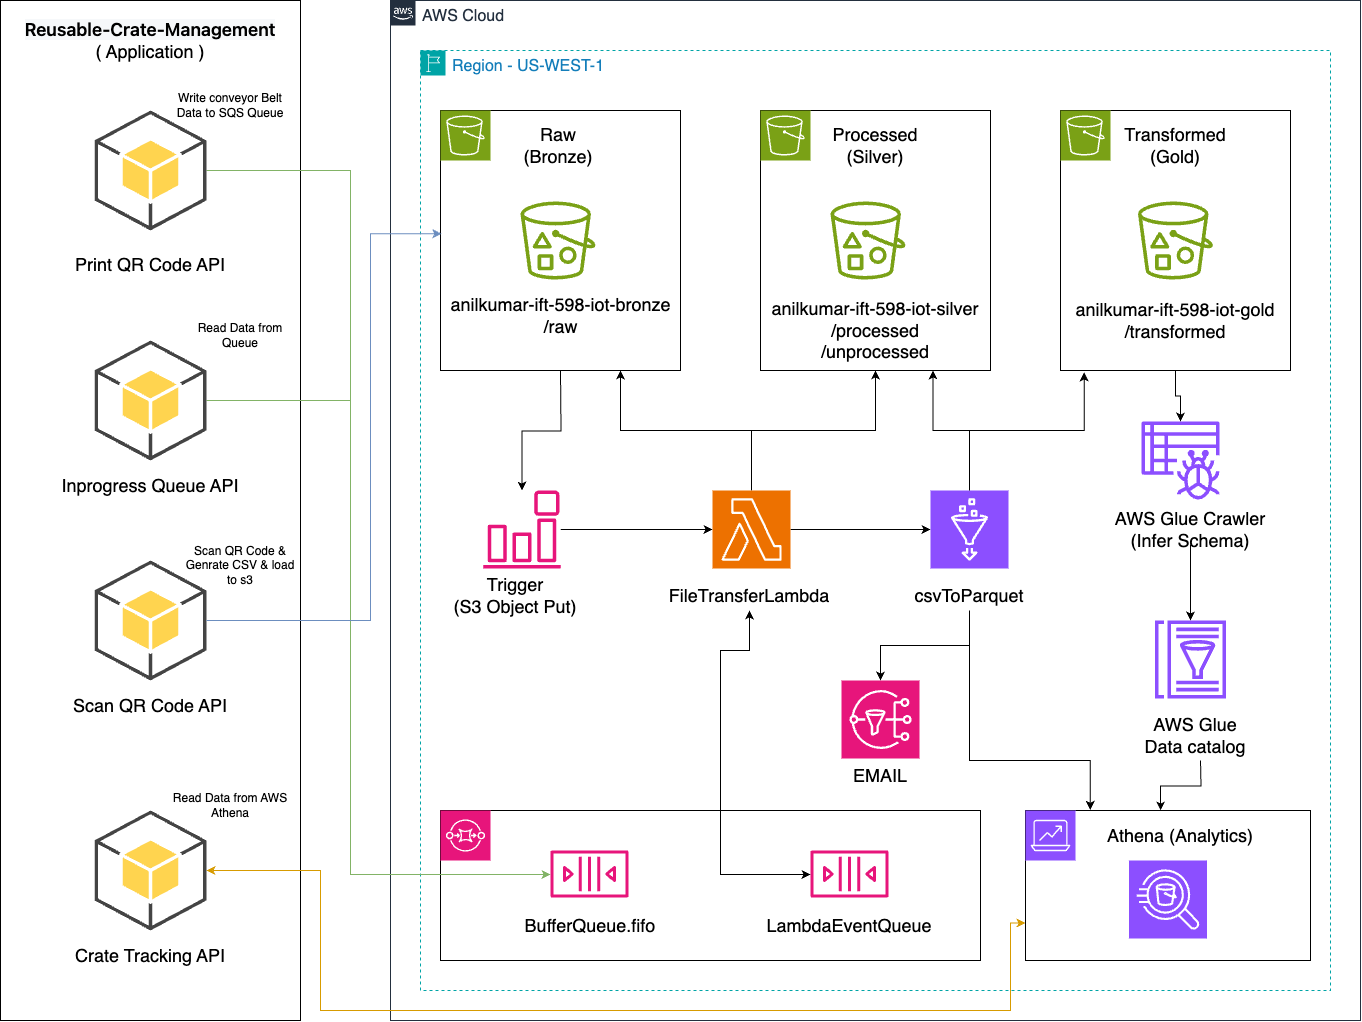 Reusable-Crate-Management
( Application )
Write conveyor Belt
Data to SQS Queue
Print QR Code API
Read Data from
Queue
Inprogress Queue API
Scan QR Code &
Genrate CSV & load
to s3
Scan QR Code API
Read Data from AWS
Athena
Crate Tracking API
aws
AWS Cloud
Region - US-WEST-1
Raw
(Bronze)
anilkumar-ift-598-iot-bronze
/raw
Processed
(Silver)
anilkumar-ift-598-iot-silver
/processed
/unprocessed
Transformed
(Gold)
anilkumar-ift-598-iot-gold
/transformed
Trigger
(S3 Object Put)
FileTransferLambda
csvToParquet
AWS Glue Crawler
(Infer Schema)
EMAIL
AWS Glue
Data catalog
BufferQueue.fifo
LambdaEventQueue
Athena (Analytics)